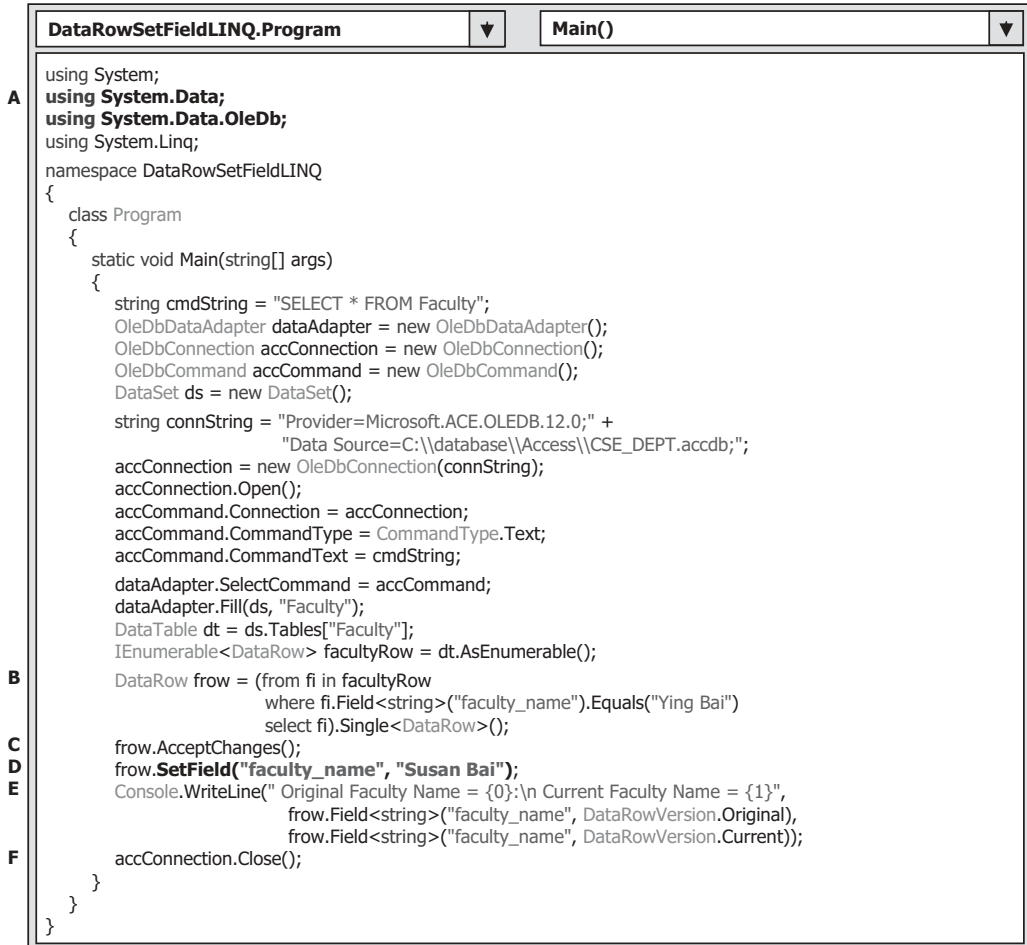 DataRowSetFieldLINQ.Program Main()
using System;
A using System.Data;
using System.Data.OleDb;
using System.Linq;
namespace DataRowSetFieldLINQ
{
class Program
{
static void Main(string[] args)
{
string cmdString = "SELECT * FROM Faculty";
OleDbDataAdapter dataAdapter = new OleDbDataAdapter();
OleDbConnection accConnection = new OleDbConnection();
OleDbCommand accCommand = new OleDbCommand();
DataSet ds = new DataSet();
string connString = "Provider=Microsoft.ACE.OLEDB.12.0;" +
"Data Source=C:\\database\\Access\\CSE_DEPT.accdb;";
accConnection = new OleDbConnection(connString);
accConnection.Open();
accCommand.Connection = accConnection;
accCommand.CommandType = CommandType.Text;
accCommand.CommandText = cmdString;
dataAdapter.SelectCommand = accCommand;
dataAdapter.Fill(ds, "Faculty");
DataTable dt = ds.Tables["Faculty"];
IEnumerable<DataRow> facultyRow = dt.AsEnumerable();
B DataRow frow = (from fi in facultyRow
where fi.Field<string>("faculty_name").Equals("Ying Bai")
select fi).Single<DataRow>();
C frow.AcceptChanges();
D frow.SetField("faculty_name", "Susan Bai");
E Console.WriteLine(" Original Faculty Name = {0}:\n Current Faculty Name = {1}",
frow.Field<string>("faculty_name", DataRowVersion.Original),
frow.Field<string>("faculty_name", DataRowVersion.Current));
F accConnection.Close();
}
}
}